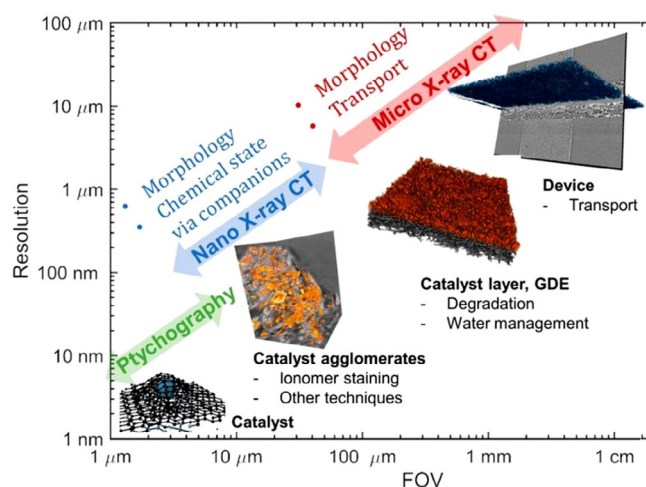 100 μm
10 μm
1 μm
100 nm
10 nm
1 nm
Resolution
1 μm
10 μm
100 μm
1 mm
1 cm
FOV
• Morphology
• Transport
Micro X-ray CT
• Morphology
• Chemical state
via companions
Nano X-ray CT
Ptychography
Device
- Transport
Catalyst layer, GDE
- Degradation
- Water management
Catalyst agglomerates
- Ionomer staining
- Other techniques
Catalyst